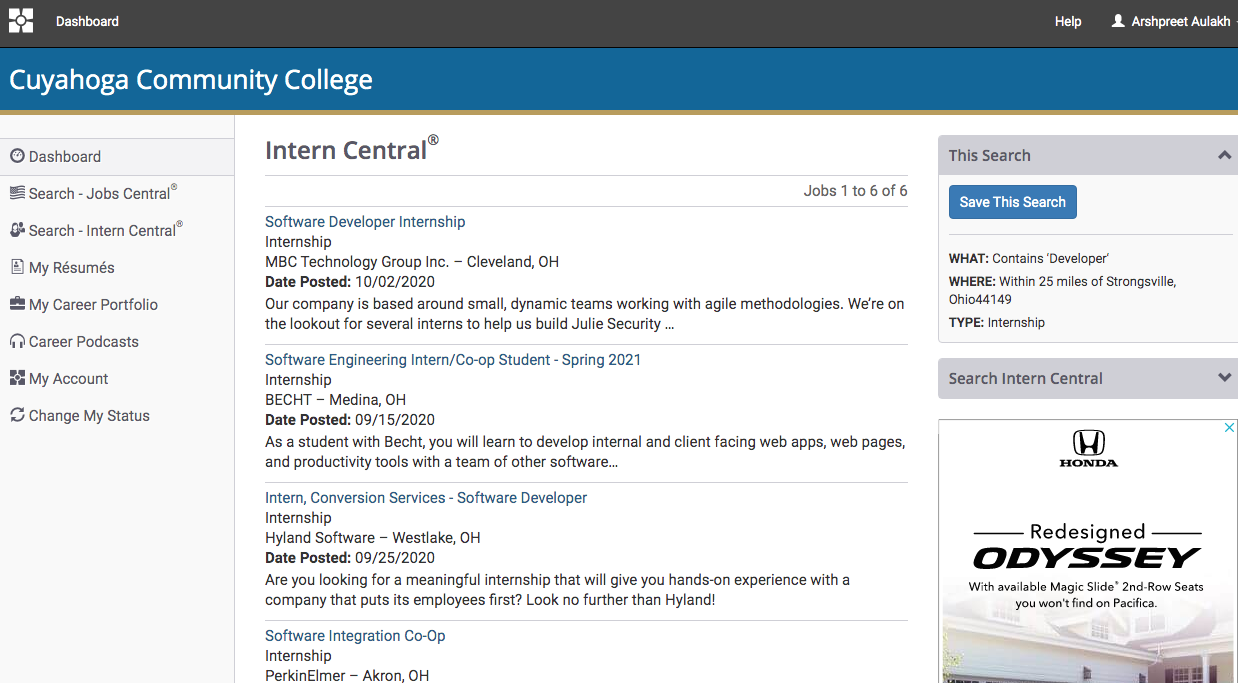 Dashboard
Help
Arshpreet Aulakh
Cuyahoga Community College
Dashboard
Search - Jobs Central®
Search - Intern Central®
My Résumés
My Career Portfolio
Career Podcasts
My Account
Change My Status
Intern Central®
Jobs 1 to 6 of 6
Software Developer Internship
Internship
MBC Technology Group Inc. – Cleveland, OH
Date Posted: 10/02/2020
Our company is based around small, dynamic teams working with agile methodologies. We’re on
the lookout for several interns to help us build Julie Security ...
Software Engineering Intern/Co-op Student - Spring 2021
Internship
BECHT – Medina, OH
Date Posted: 09/15/2020
As a student with Becht, you will learn to develop internal and client facing web apps, web pages,
and productivity tools with a team of other software...
Intern, Conversion Services - Software Developer
Internship
Hyland Software – Westlake, OH
Date Posted: 09/25/2020
Are you looking for a meaningful internship that will give you hands-on experience with a
company that puts its employees first? Look no further than Hyland!
Software Integration Co-Op
Internship
PerkinElmer – Akron, OH
This Search
Save This Search
WHAT: Contains ‘Developer’
WHERE: Within 25 miles of Strongsville,
Ohio44149
TYPE: Internship
Search Intern Central
HONDA
Redesigned
ODYSSEY
With available Magic Slide® 2nd-Row Seats
you won't find on Pacifica.